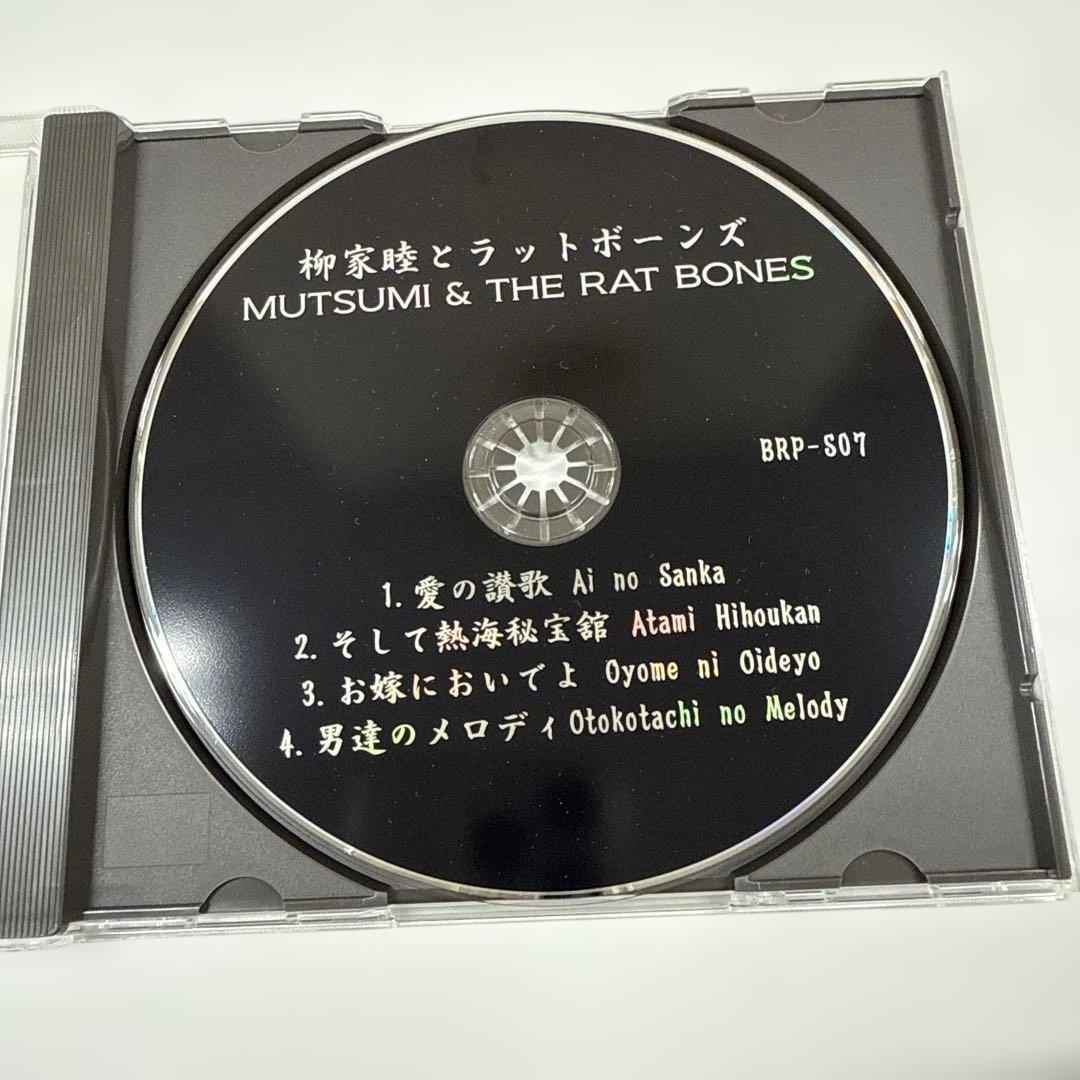 柳家睦とラットボーンズ
MUTSUMI & THE RAT BONES
BRP-S07
1. 愛の讃歌 Ai no Sanka
2. そして熱海秘宝舘 Atami Hihoukan
3. お嫁においでよ Oyome ni Oideyo
4. 男達のメロディ Otokotachi no Melody